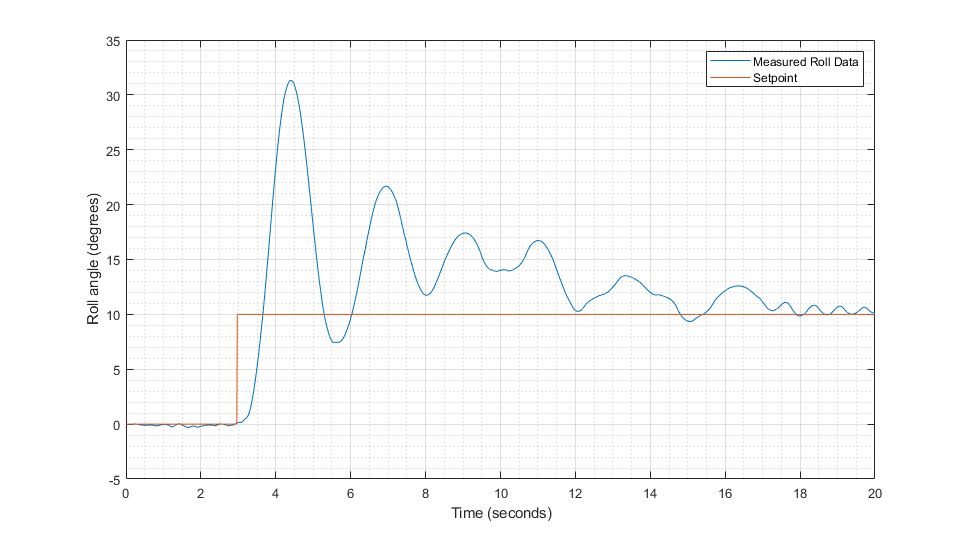 35
30
25
20
15
10
5
0
-5
0 2 4 6 8 10 12 14 16 18 20
Roll angle (degrees)
Time (seconds)
Measured Roll Data
Setpoint